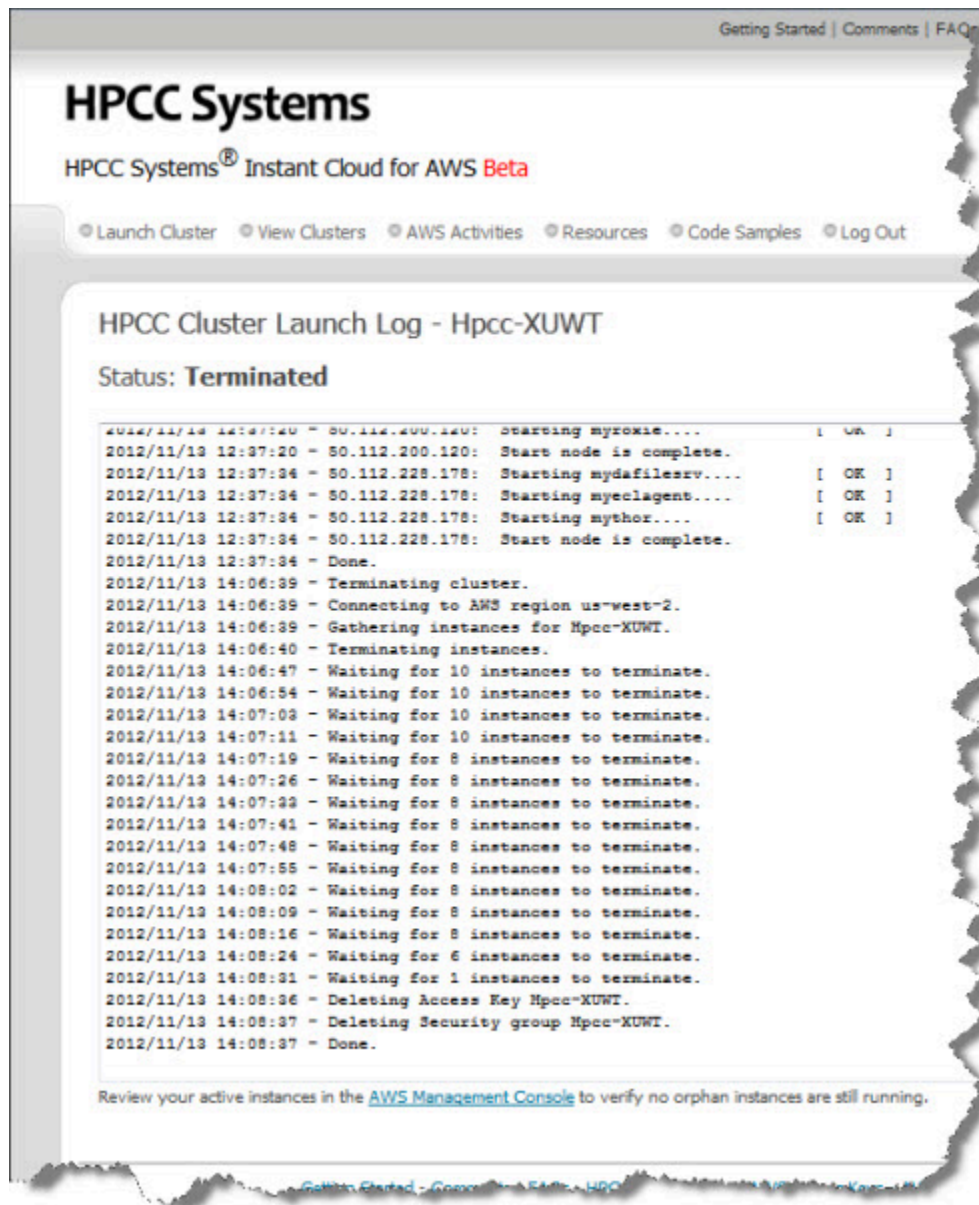 Getting Started | Comments | FAQ
HPCC Systems
HPCC Systems® Instant Cloud for AWS Beta
Launch Cluster View Clusters AWS Activities Resources Code Samples Log Out
HPCC Cluster Launch Log - Hpcc-XUWT
Status: Terminated
2012/11/13 12:37:20 - 50.112.200.120: Starting myroxie.... [ OK ]
2012/11/13 12:37:20 - 50.112.200.120: Start node is complete.
2012/11/13 12:37:34 - 50.112.228.178: Starting mydafilesrv.... [ OK ]
2012/11/13 12:37:34 - 50.112.228.178: Starting myeclagent.... [ OK ]
2012/11/13 12:37:34 - 50.112.228.178: Starting mythor.... [ OK ]
2012/11/13 12:37:34 - 50.112.228.178: Start node is complete.
2012/11/13 12:37:34 - Done.
2012/11/13 14:06:39 - Terminating cluster.
2012/11/13 14:06:39 - Connecting to AWS region us-west-2.
2012/11/13 14:06:39 - Gathering instances for Hpcc-XUWT.
2012/11/13 14:06:40 - Terminating instances.
2012/11/13 14:06:47 - Waiting for 10 instances to terminate.
2012/11/13 14:06:54 - Waiting for 10 instances to terminate.
2012/11/13 14:07:03 - Waiting for 10 instances to terminate.
2012/11/13 14:07:11 - Waiting for 10 instances to terminate.
2012/11/13 14:07:19 - Waiting for 8 instances to terminate.
2012/11/13 14:07:26 - Waiting for 8 instances to terminate.
2012/11/13 14:07:33 - Waiting for 8 instances to terminate.
2012/11/13 14:07:41 - Waiting for 8 instances to terminate.
2012/11/13 14:07:48 - Waiting for 8 instances to terminate.
2012/11/13 14:07:55 - Waiting for 8 instances to terminate.
2012/11/13 14:08:02 - Waiting for 8 instances to terminate.
2012/11/13 14:08:09 - Waiting for 8 instances to terminate.
2012/11/13 14:08:16 - Waiting for 8 instances to terminate.
2012/11/13 14:08:24 - Waiting for 6 instances to terminate.
2012/11/13 14:08:31 - Waiting for 1 instances to terminate.
2012/11/13 14:08:36 - Deleting Access Key Hpcc-XUWT.
2012/11/13 14:08:37 - Deleting Security group Hpcc-XUWT.
2012/11/13 14:08:37 - Done.
Review your active instances in the AWS Management Console to verify no orphan instances are still running.